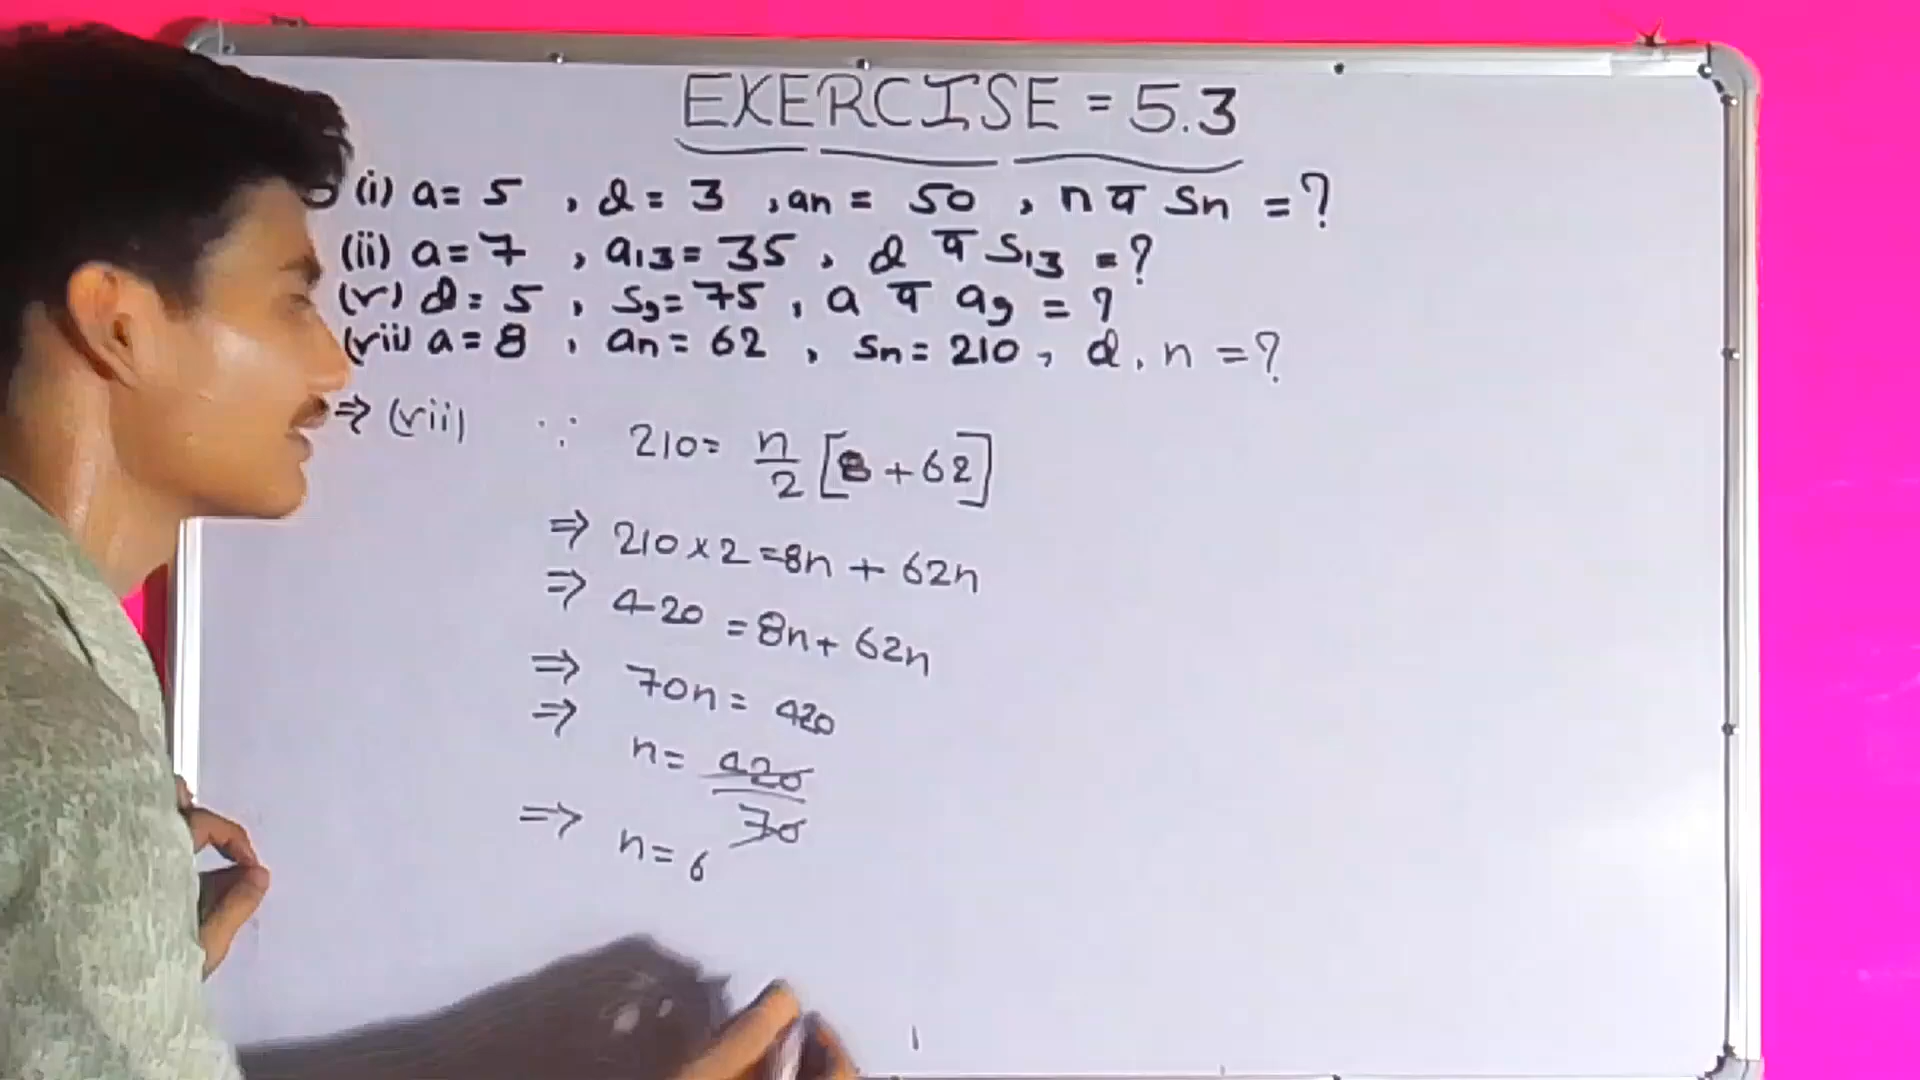 EXERCISE = 5.3
(i) a = 5 , d = 3 , an = 50 , n व Sn = ?
(ii) a = 7 , a13 = 35 , d व S13 = ?
(v) d = 5 , S9 = 75 , a व a9 = ?
(viii) a = 8 , an = 62 , Sn = 210 , d , n = ?
⇒ (viii) ∵ 210 = n/2 [8 + 62]
⇒ 210 × 2 = 8n + 62n
⇒ 420 = 8n + 62n
⇒ 70n = 420
⇒ n = 420/70
⇒ n = 6